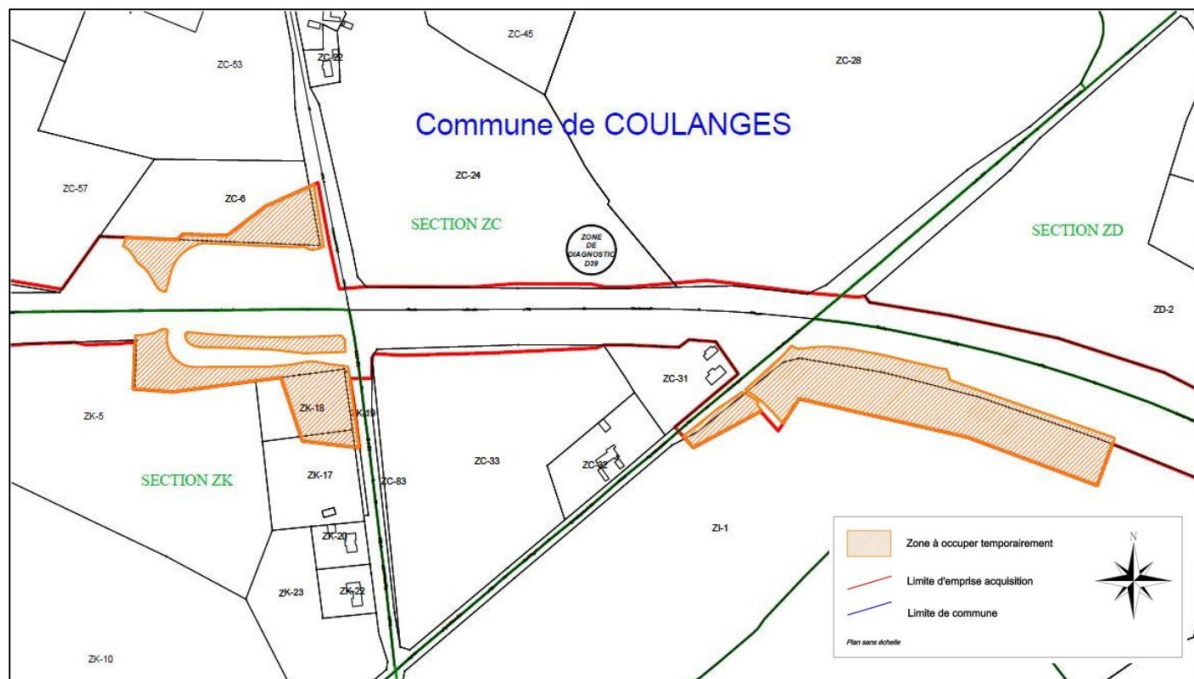 ZC-45
ZC-22
ZC-53
ZC-28
Commune de COULANGES
ZC-24
ZC-57
ZC-6
SECTION ZC
SECTION ZD
ZONE
DE
DIAGNOSTIC
D39
ZD-2
ZC-31
ZK-18
ZK-5
ZC-33
ZC-32
ZK-17
SECTION ZK
ZC-83
ZI-1
ZK-20
ZK-22
ZK-23
ZK-10
N
Zone à occuper temporairement
Limite d'emprise acquisition
Limite de commune
Plan sans échelle